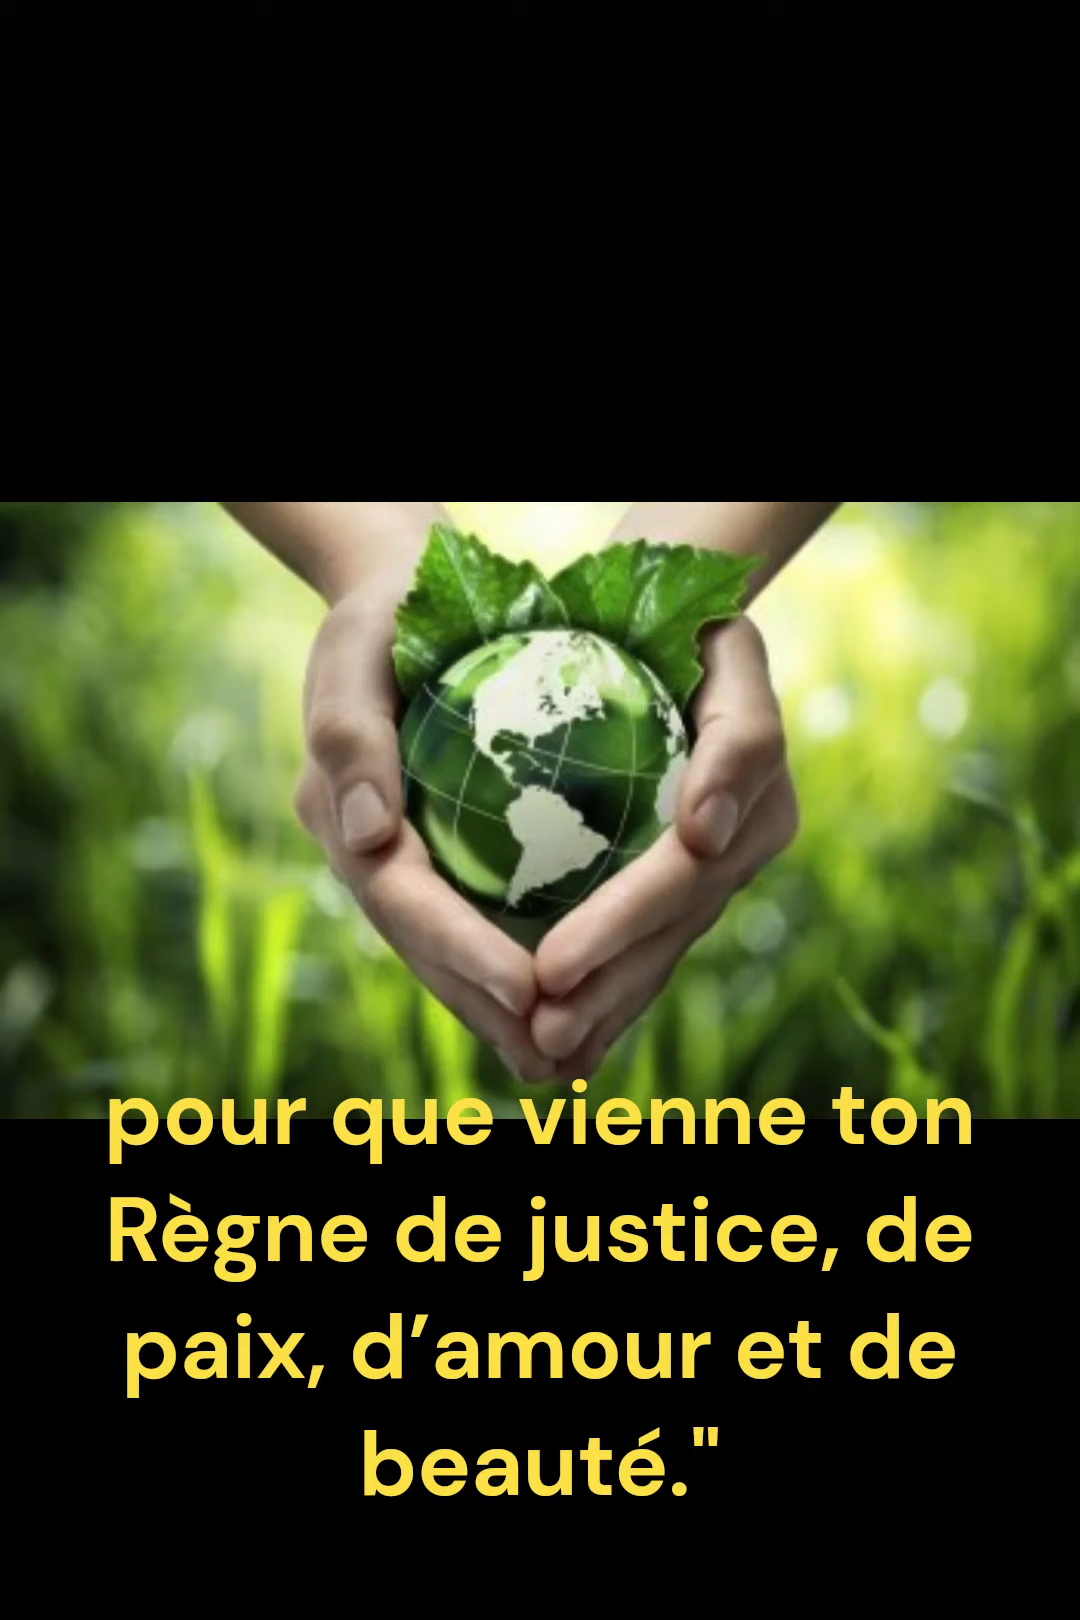 pour que vienne ton
Règne de justice, de
paix, d’amour et de
beauté."